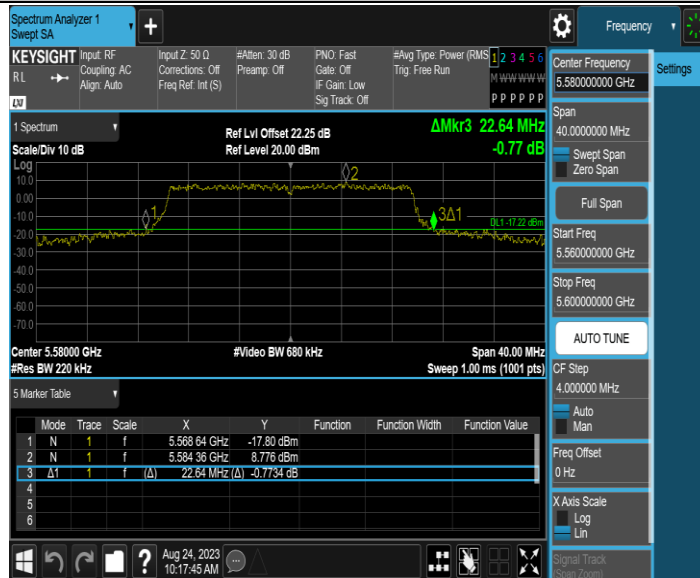 Spectrum Analyzer 1
Swept SA
Frequency
KEYSIGHT
Input: RF
Coupling: AC
Align: Auto
Input Z: 50 Ω
Corrections: Off
Freq Ref: Int (S)
#Atten: 30 dB
Preamp: Off
PNO: Fast
Gate: Off
IF Gain: Low
Sig Track: Off
#Avg Type: Power (RMS
Trig: Free Run
1 2 3 4 5 6
M W W W W W
P P P P P P
R L
LXI
Center Frequency
5.580000000 GHz
Settings
Span
40.0000000 MHz
Swept Span
Zero Span
Full Span
Start Freq
5.560000000 GHz
Stop Freq
5.600000000 GHz
AUTO TUNE
CF Step
4.000000 MHz
Auto
Man
Freq Offset
0 Hz
X Axis Scale
Log
Lin
Signal Track
(Span Zoom)
1 Spectrum
Scale/Div 10 dB
Ref Lvl Offset 22.25 dB
Ref Level 20.00 dBm
ΔMkr3 22.64 MHz
-0.77 dB
Log
10.0
0.00
-10.0
-20.0
-30.0
-40.0
-50.0
-60.0
-70.0
1
2
3Δ1
DL1 -17.22 dBm
Center 5.58000 GHz
#Video BW 680 kHz
Span 40.00 MHz
#Res BW 220 kHz
Sweep 1.00 ms (1001 pts)
5 Marker Table
Mode Trace Scale X Y Function Function Width Function Value
1 N 1 f 5.568 64 GHz -17.80 dBm
2 N 1 f 5.584 36 GHz 8.776 dBm
3 Δ1 1 f (Δ) 22.64 MHz (Δ) -0.7734 dB
4
5
6
Aug 24, 2023
10:17:45 AM